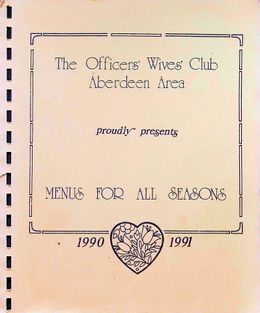 The Officers' Wives' Club
Aberdeen Area
proudly presents
MENUS FOR ALL SEASONS
1990 1991